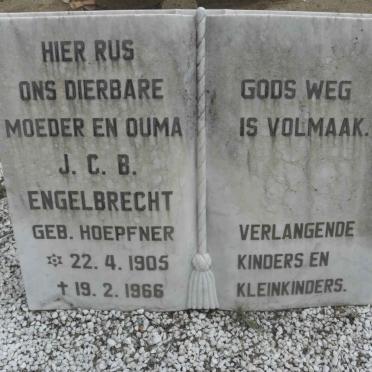 HIER RUS
ONS DIERBARE
MOEDER EN OUMA
J. C. B.
ENGELBRECHT
GEB. HOEPFNER
✡ 22. 4. 1905
† 19. 2. 1966
GODS WEG
IS VOLMAAK.
VERLANGENDE
KINDERS EN
KLEINKINDERS.